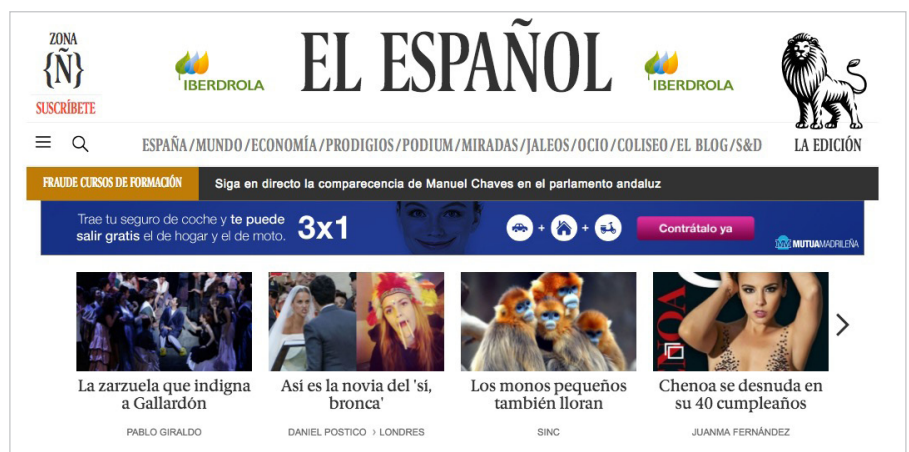 ZONA
{Ñ}
SUSCRÍBETE
IBERDROLA
EL ESPAÑOL
IBERDROLA
ESPAÑA/MUNDO/ECONOMÍA/PRODIGIOS/PODIUM/MIRADAS/JALEOS/OCIO/COLISEO/EL BLOG/S&D
LA EDICIÓN
FRAUDE CURSOS DE FORMACIÓN
Siga en directo la comparecencia de Manuel Chaves en el parlamento andaluz
Trae tu seguro de coche y te puede
salir gratis el de hogar y el de moto.
3x1
+ +
Contrátalo ya
MM MUTUAMADRILEÑA
NOA
La zarzuela que indigna
a Gallardón
PABLO GIRALDO
Así es la novia del 'sí,
bronca'
DANIEL POSTICO > LONDRES
Los monos pequeños
también lloran
SINC
Chenoa se desnuda en
su 40 cumpleaños
JUANMA FERNÁNDEZ